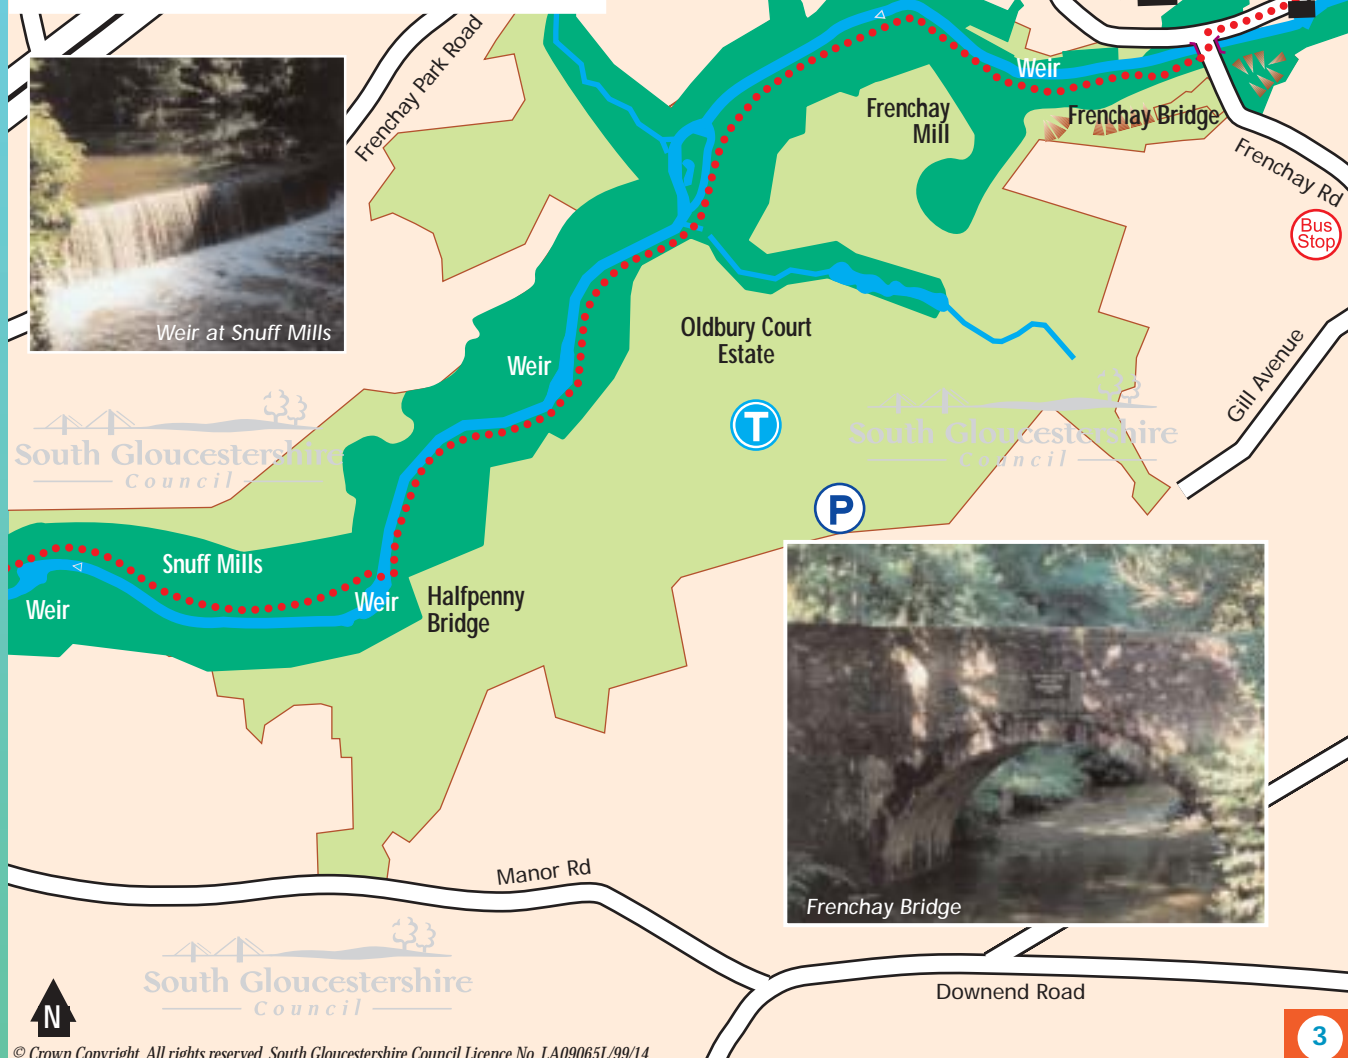 Frenchay Park Road
Weir
Frenchay
Mill
Frenchay Bridge
Frenchay Rd
Bus
Stop
Weir at Snuff Mills
Oldbury Court
Estate
Weir
T
Gill Avenue
South Gloucestershire
Council
South Gloucestershire
Council
P
Snuff Mills
Weir
Weir
Halfpenny
Bridge
Manor Rd
Frenchay Bridge
South Gloucestershire
Council
Downend Road
N
3
© Crown Copyright. All rights reserved. South Gloucestershire Council Licence No. LA09065L/99/14